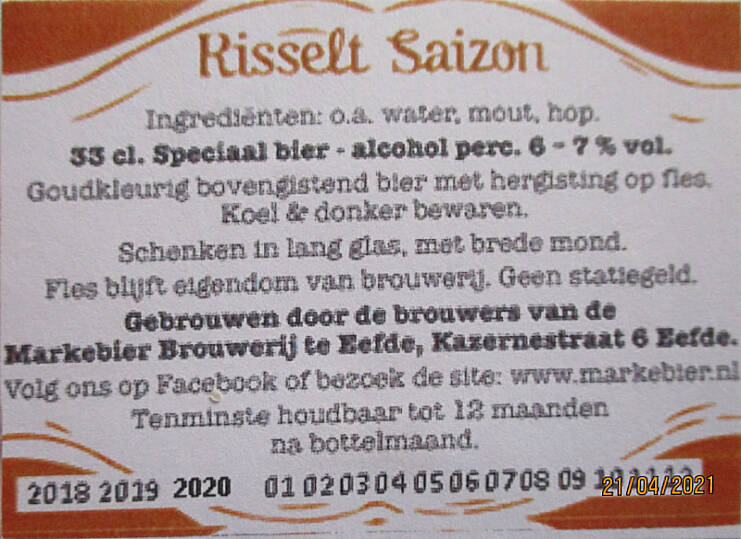 Risselt Saizon
Ingrediënten: o.a. water, mout, hop.
33 cl. Speciaal bier - alcohol perc. 6 - 7 % vol.
Goudkleurig bovengistend bier met hergisting op fles.
Koel & donker bewaren.
Schenken in lang glas, met brede mond.
Fles blijft eigendom van brouwerij. Geen statiegeld.
Gebrouwen door de brouwers van de
Markebier Brouwerij te Eefde, Kazernestraat 6 Eefde.
Volg ons op Facebook of bezoek de site: www.markebier.nl
Tenminste houdbaar tot 12 maanden
na bottelmaand.
2018 2019 2020 01 02 03 04 05 06 07 08 09 10 11 12
21/04/2021